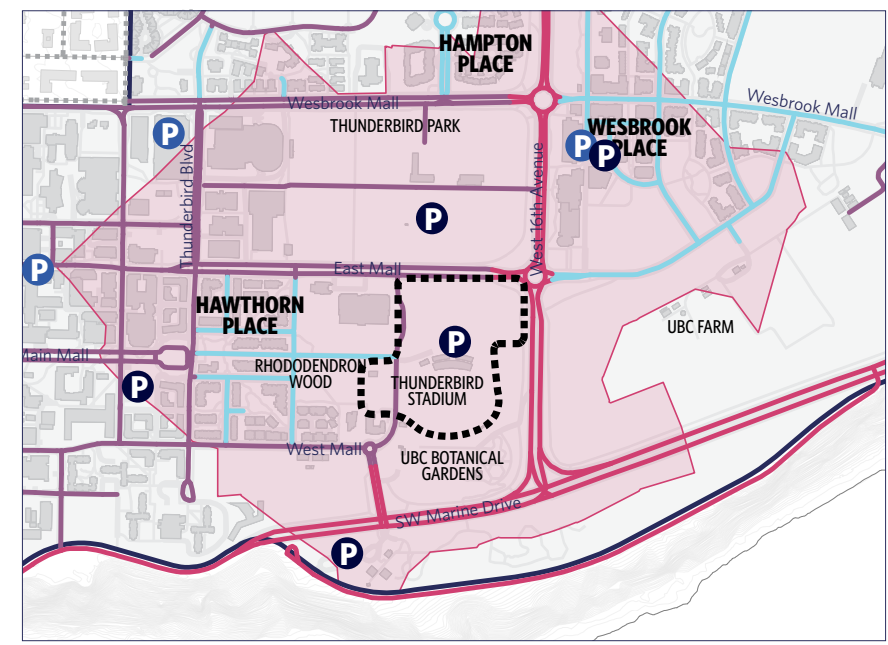 HAMPTON
PLACE
Wesbrook Mall
Wesbrook Mall
THUNDERBIRD PARK
P
WESBROOK
PLACE
P
P
Thunderbird Blvd
West 16th Avenue
P
P
East Mall
HAWTHORN
PLACE
UBC FARM
P
Main Mall
RHODODENDRON
WOOD
THUNDERBIRD
STADIUM
P
West Mall
UBC BOTANICAL
GARDENS
SW Marine Drive
P